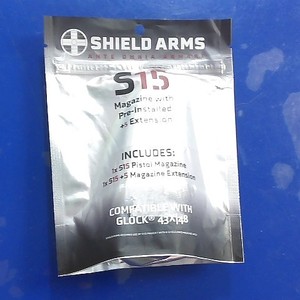 SHIELD ARMS
S15
Magazine with
Pre-Installed
+5 Extension
INCLUDES:
1x S15 Pistol Magazine
1x S15 +5 Magazine Extension
COMPATIBLE WITH
GLOCK® 43X/48